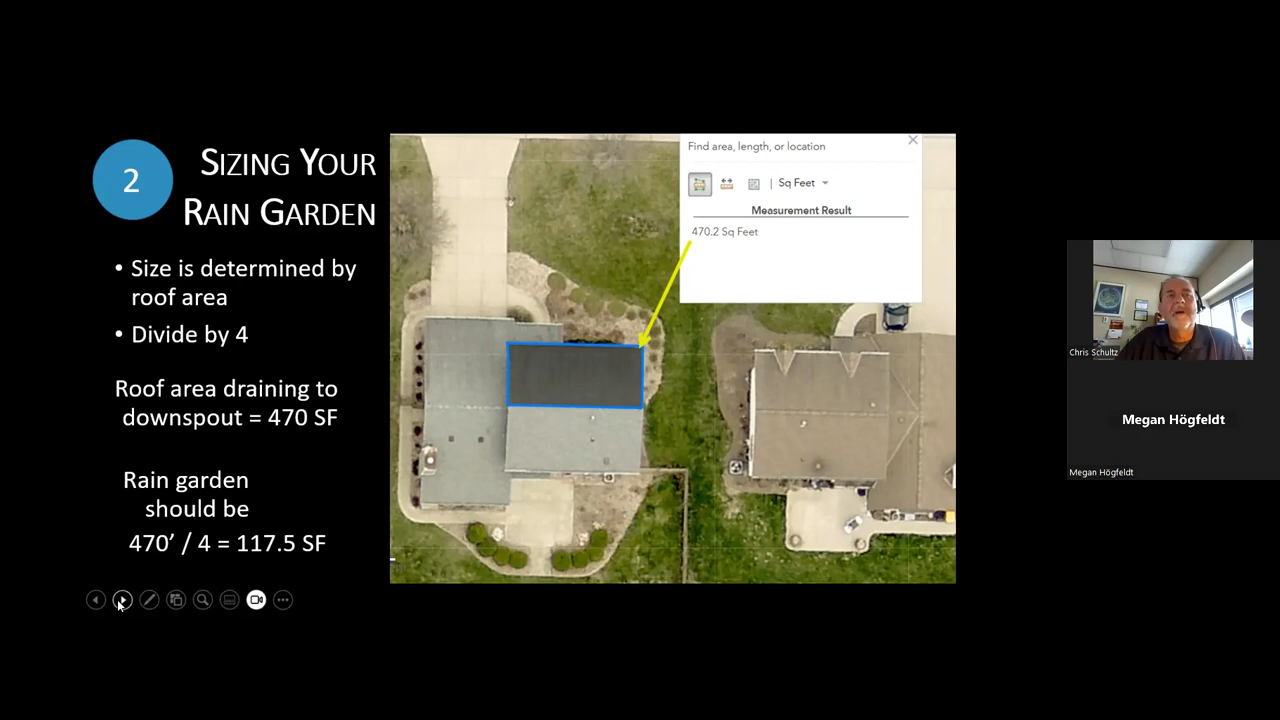 2
Sizing Your
Rain Garden
• Size is determined by
roof area
• Divide by 4
Roof area draining to
downspout = 470 SF
Rain garden
should be
470’ / 4 = 117.5 SF
Find area, length, or location
| Sq Feet
Measurement Result
470.2 Sq Feet
Chris Schultz
Megan Högfeldt
Megan Högfeldt